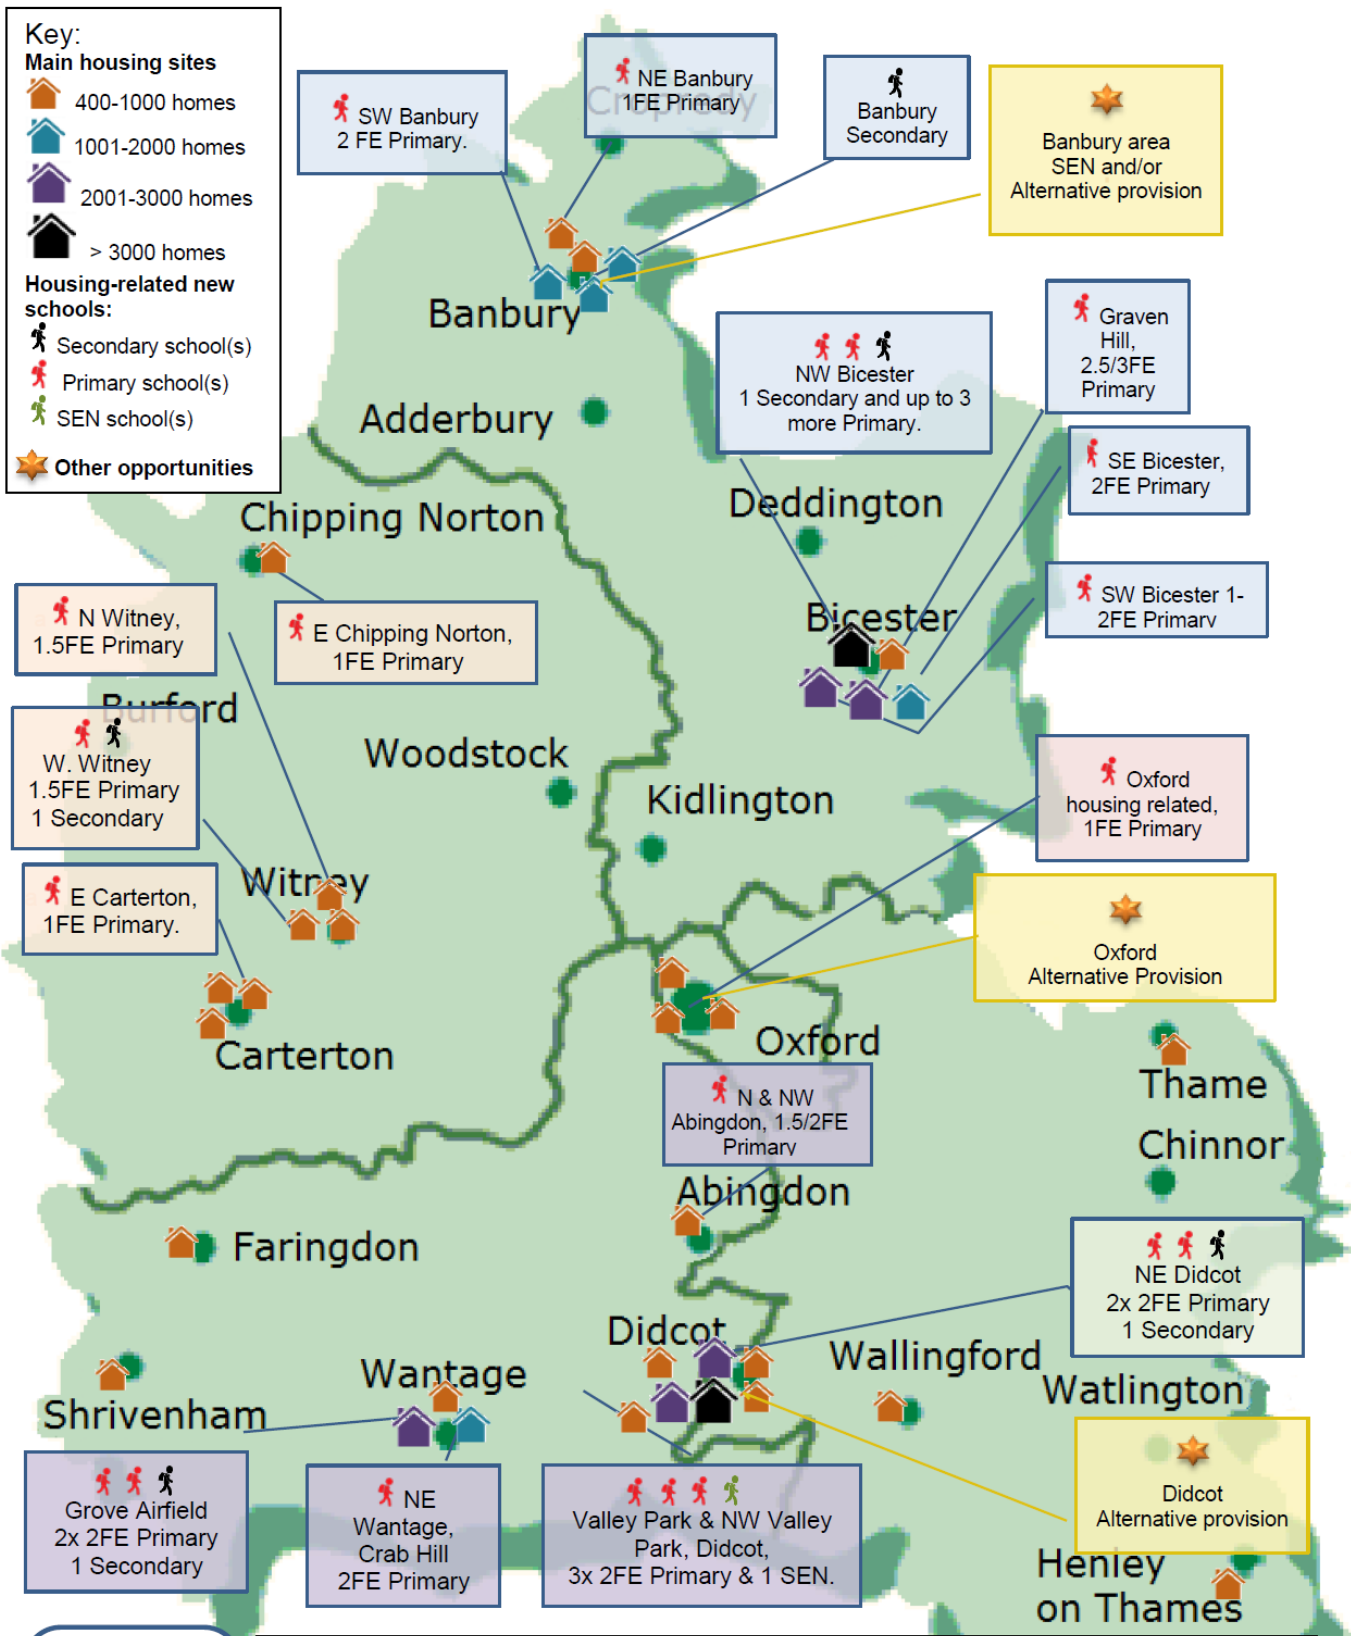 Key:
Main housing sites
400-1000 homes
1001-2000 homes
2001-3000 homes
> 3000 homes
Housing-related new
schools:
Secondary school(s)
Primary school(s)
SEN school(s)
Other opportunities
SW Banbury
2 FE Primary.
NE Banbury
1FE Primary
Cropredy
Banbury
Secondary
Banbury area
SEN and/or
Alternative provision
Banbury
Adderbury
NW Bicester
1 Secondary and up to 3
more Primary.
Graven
Hill,
2.5/3FE
Primary
SE Bicester,
2FE Primary
SW Bicester 1-
2FE Primary
Chipping Norton
Deddington
Bicester
N Witney,
1.5FE Primary
E Chipping Norton,
1FE Primary
Burford
W. Witney
1.5FE Primary
1 Secondary
Woodstock
Kidlington
Oxford
housing related,
1FE Primary
Witney
E Carterton,
1FE Primary.
Oxford
Alternative Provision
Carterton
Oxford
Thame
Chinnor
N & NW
Abingdon, 1.5/2FE
Primary
Abingdon
Faringdon
NE Didcot
2x 2FE Primary
1 Secondary
Didcot
Wallingford
Watlington
Wantage
Shrivenham
Grove Airfield
2x 2FE Primary
1 Secondary
NE
Wantage,
Crab Hill
2FE Primary
Valley Park & NW Valley
Park, Didcot,
3x 2FE Primary & 1 SEN.
Didcot
Alternative provision
Henley
on Thames